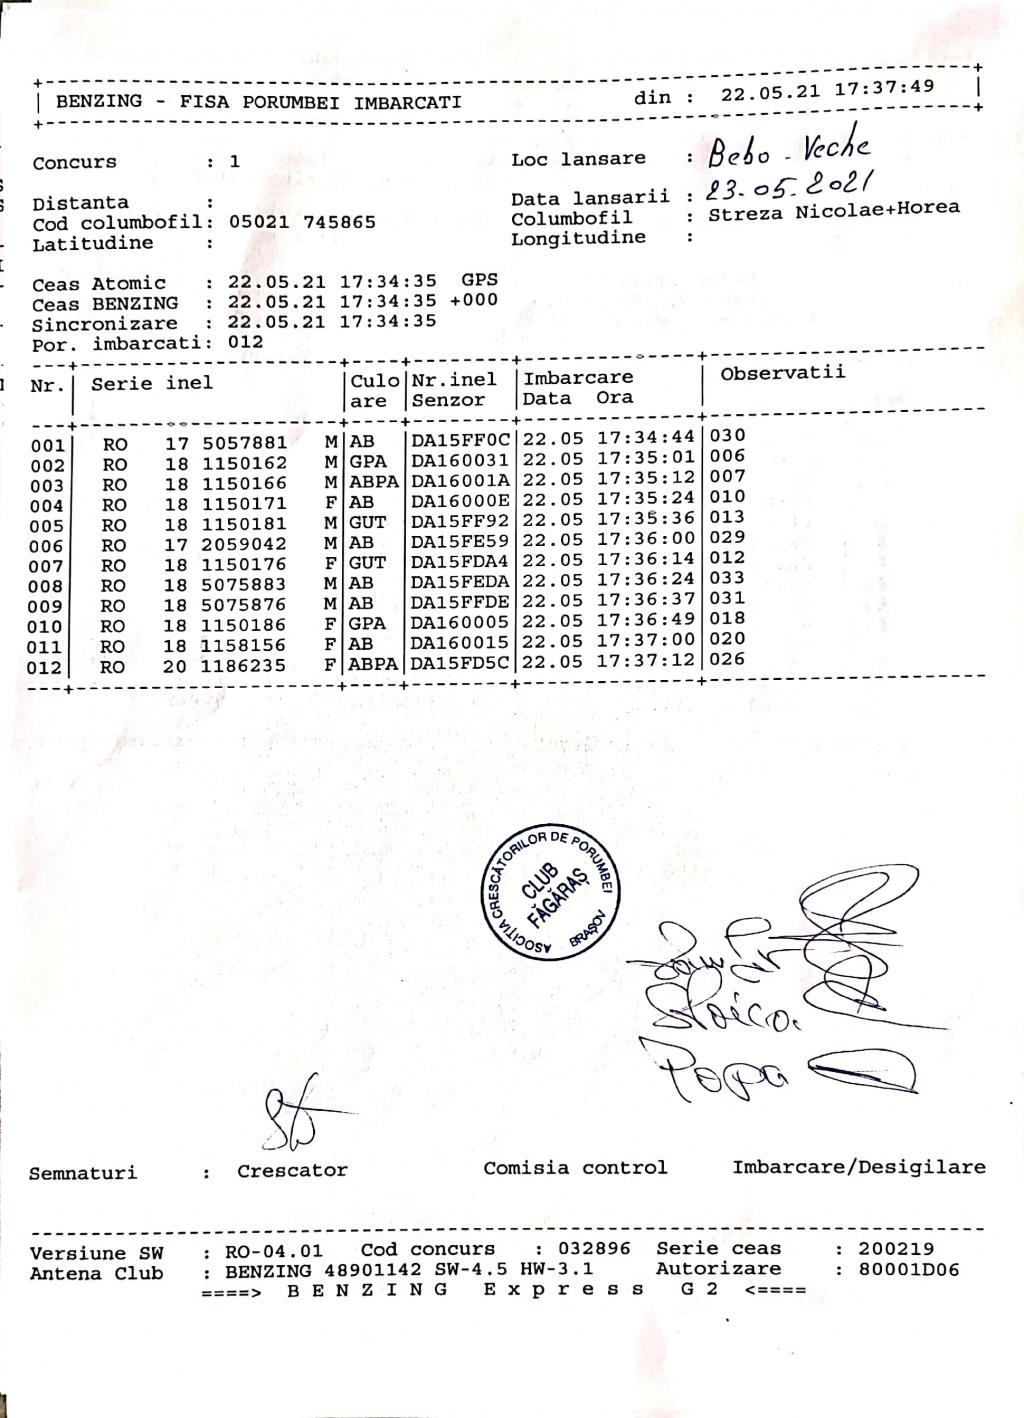 BENZING - FISA PORUMBEI IMBARCATI din : 22.05.21 17:37:49
Concurs : 1 Loc lansare : Bebo - Veche
Distanta : Data lansarii : 23-05.2021
Cod columbofil: 05021 745865 Columbofil : Streza Nicolae+Horea
Latitudine : Longitudine :
Ceas Atomic : 22.05.21 17:34:35 GPS
Ceas BENZING : 22.05.21 17:34:35 +000
Sincronizare : 22.05.21 17:34:35
Por. imbarcati: 012
Nr. Serie inel Culo Nr.inel Imbarcare Observatii
are Senzor Data Ora
001 RO 17 5057881 M AB DA15FF0C 22.05 17:34:44 030
002 RO 18 1150162 M GPA DA160031 22.05 17:35:01 006
003 RO 18 1150166 M ABPA DA16001A 22.05 17:35:12 007
004 RO 18 1150171 F AB DA16000E 22.05 17:35:24 010
005 RO 18 1150181 M GUT DA15FF92 22.05 17:35:36 013
006 RO 17 2059042 M AB DA15FE59 22.05 17:36:00 029
007 RO 18 1150176 F GUT DA15FDA4 22.05 17:36:14 012
008 RO 18 5075883 M AB DA15FEDA 22.05 17:36:24 033
009 RO 18 5075876 M AB DA15FFDE 22.05 17:36:37 031
010 RO 18 1150186 F GPA DA160005 22.05 17:36:49 018
011 RO 18 1158156 F AB DA160015 22.05 17:37:00 020
012 RO 20 1186235 F ABPA DA15FD5C 22.05 17:37:12 026
ASOCIȚIA CRESCĂTORILOR DE PORUMBEI
CLUB
FĂGĂRAȘ
BRAȘOV
Stoica
Popa
Semnaturi : Crescator Comisia control Imbarcare/Desigilare
Versiune SW : RO-04.01 Cod concurs : 032896 Serie ceas : 200219
Antena Club : BENZING 48901142 SW-4.5 HW-3.1 Autorizare : 80001D06
====> B E N Z I N G E x p r e s s G 2 <====